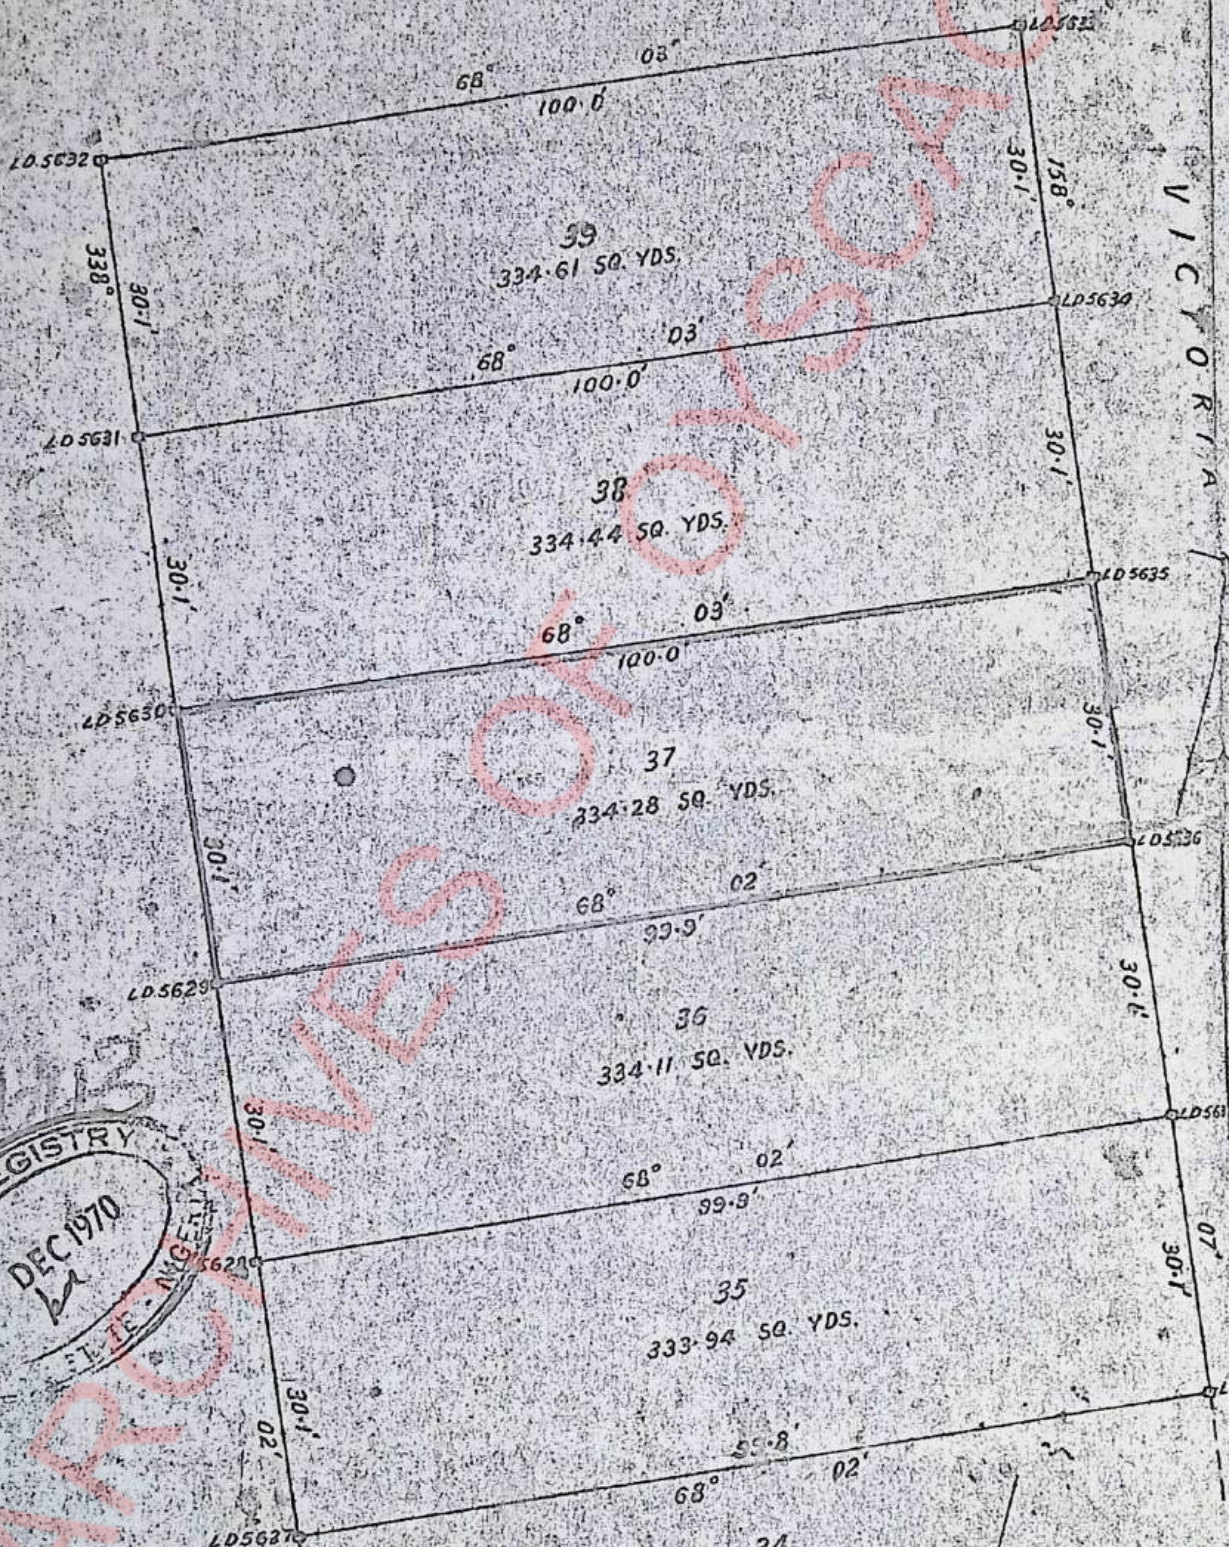 68° 03'
100.0'
LD5632
30.1'
158°
338°
30.1'
39
334.61 SQ. YDS.
LD5634
68° 03'
100.0'
LD5631
30.1'
38
334.44 SQ. YDS.
30.1'
LD5635
68° 03'
100.0'
LD5630
30.1'
37
334.28 SQ. YDS.
30.1'
LD5636
68° 02'
99.9'
LD5629
30.1'
36
334.11 SQ. YDS.
30.1'
68° 02'
99.9'
35
333.94 SQ. YDS.
07'
30.1'
30.1'
02'
99.8'
68° 02'
LD5627
VICTORIA
DEC 1970
ARCHIVES OF OYSCA